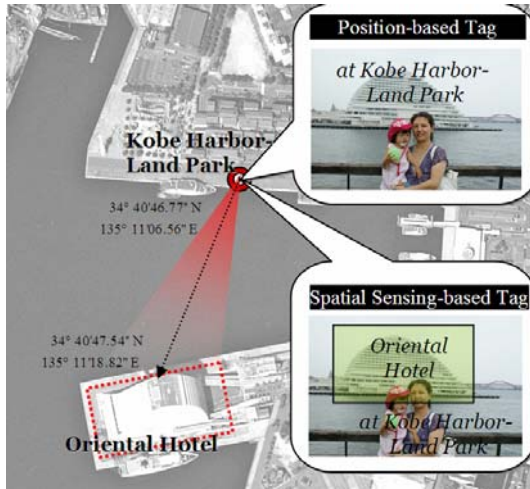 Position-based Tag
at Kobe Harbor-
Land Park
Kobe Harbor-
Land Park
34° 40'46.77" N
135° 11'06.56" E
Spatial Sensing-based Tag
Oriental
Hotel
at Kobe Harbor-
Land Park
34° 40'47.54" N
135° 11'18.82" E
Oriental Hotel